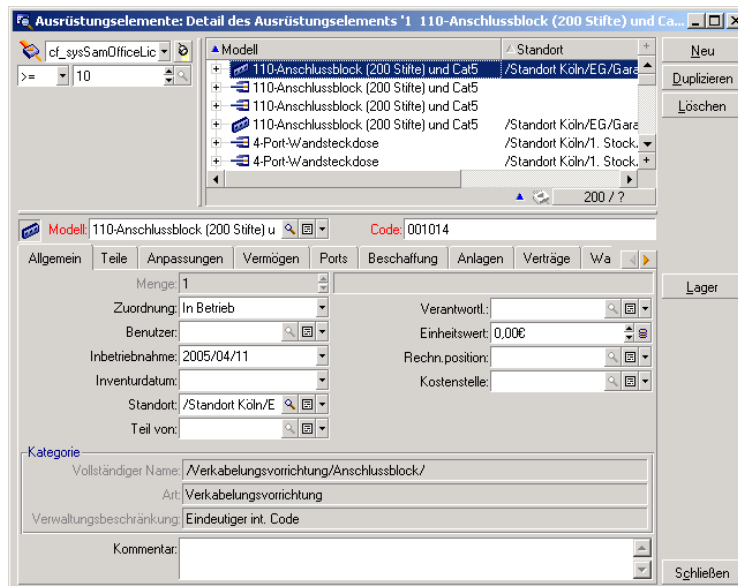 Ausrüstungselemente: Detail des Ausrüstungselements '1 110-Anschlussblock (200 Stifte) und Ca...
cf_sysSamOfficeLic
>= 10
Modell Standort
110-Anschlussblock (200 Stifte) und Cat5 /Standort Köln/EG/Gara
110-Anschlussblock (200 Stifte) und Cat5
110-Anschlussblock (200 Stifte) und Cat5
110-Anschlussblock (200 Stifte) und Cat5 /Standort Köln/EG/Gara
4-Port-Wandsteckdose /Standort Köln/1. Stock.
4-Port-Wandsteckdose /Standort Köln/1. Stock.
200 / ?
Neu
Duplizieren
Löschen
Modell: 110-Anschlussblock (200 Stifte) u Code: 001014
Allgemein Teile Anpassungen Vermögen Ports Beschaffung Anlagen Verträge Wa
Menge: 1
Lager
Zuordnung: In Betrieb Verantwortl.:
Benutzer: Einheitswert: 0,00€
Inbetriebnahme: 2005/04/11 Rechn.position:
Inventurdatum: Kostenstelle:
Standort: /Standort Köln/E
Teil von:
Kategorie
Vollständiger Name: /Verkabelungsvorrichtung/Anschlussblock/
Art: Verkabelungsvorrichtung
Verwaltungsbeschränkung: Eindeutiger int. Code
Kommentar:
Schließen